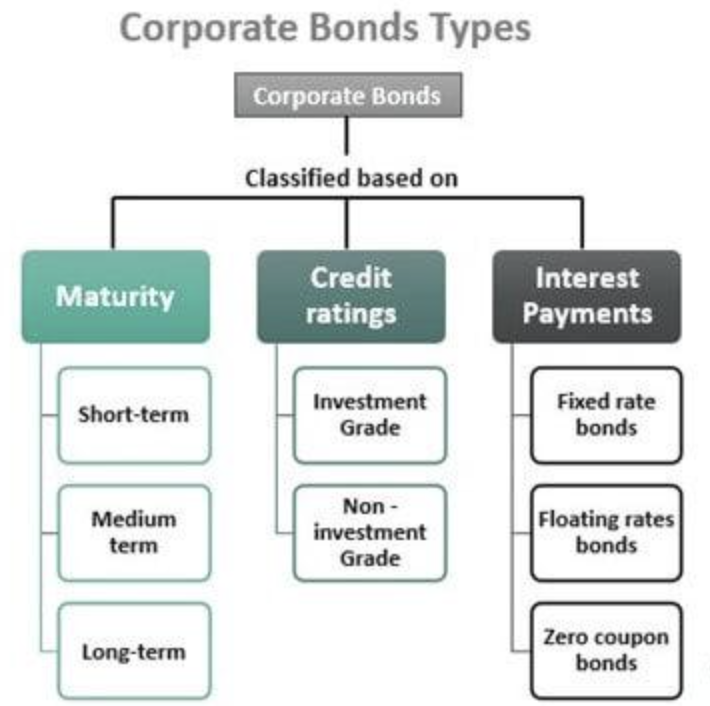 Corporate Bonds Types
Corporate Bonds
Classified based on
Maturity
Short-term
Medium
term
Long-term
Credit
ratings
Investment
Grade
Non -
investment
Grade
Interest
Payments
Fixed rate
bonds
Floating rates
bonds
Zero coupon
bonds